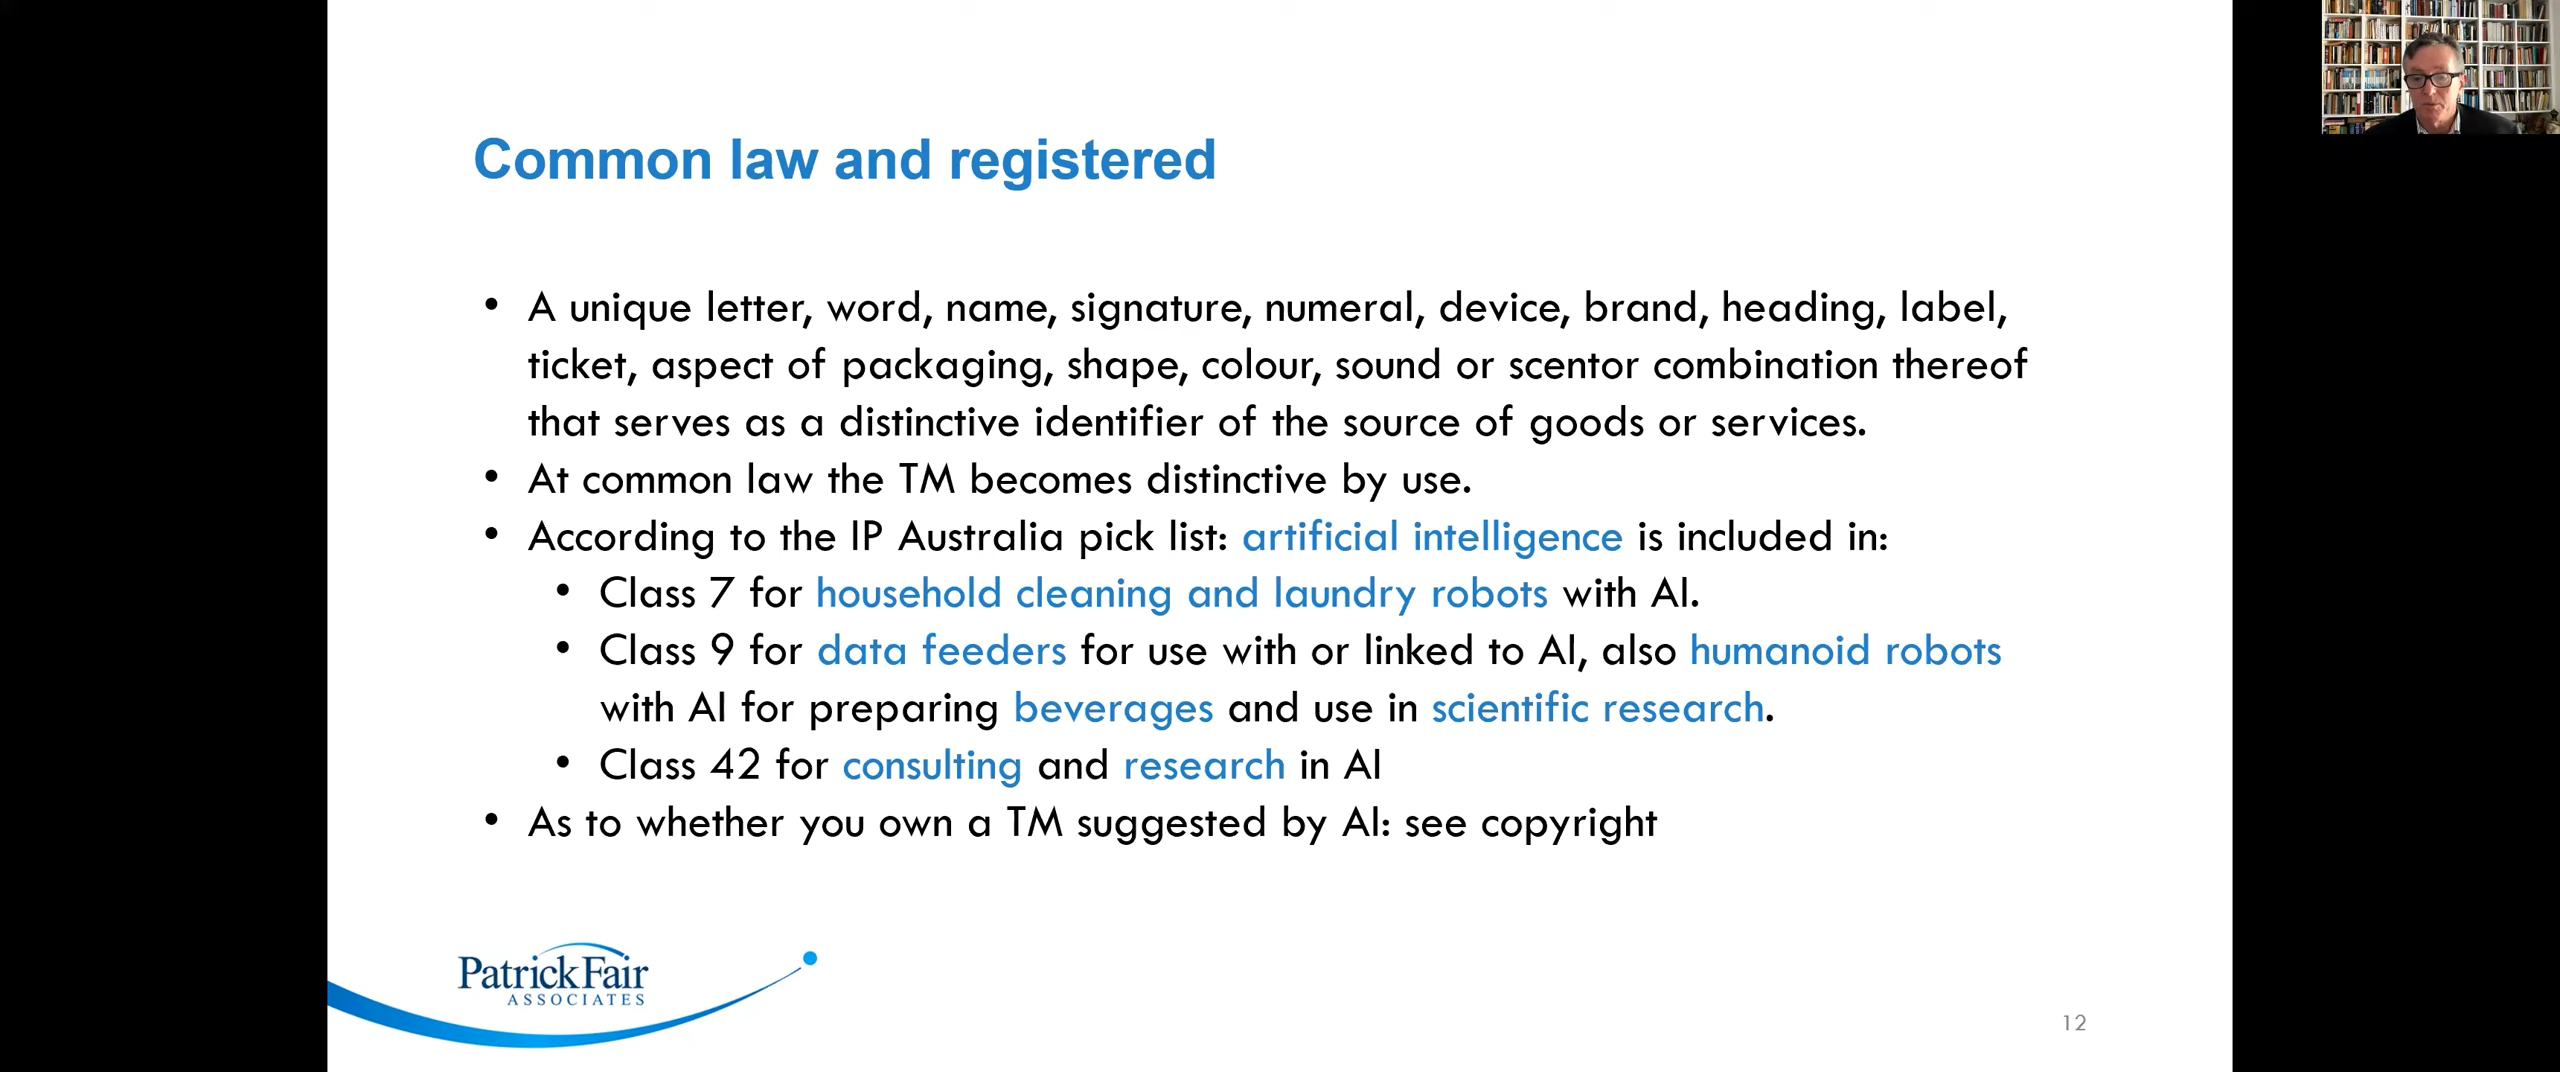 Common law and registered
• A unique letter, word, name, signature, numeral, device, brand, heading, label,
ticket, aspect of packaging, shape, colour, sound or scentor combination thereof
that serves as a distinctive identifier of the source of goods or services.
• At common law the TM becomes distinctive by use.
• According to the IP Australia pick list: artificial intelligence is included in:
• Class 7 for household cleaning and laundry robots with AI.
• Class 9 for data feeders for use with or linked to AI, also humanoid robots
with AI for preparing beverages and use in scientific research.
• Class 42 for consulting and research in AI
• As to whether you own a TM suggested by AI: see copyright
PatrickFair
ASSOCIATES
12